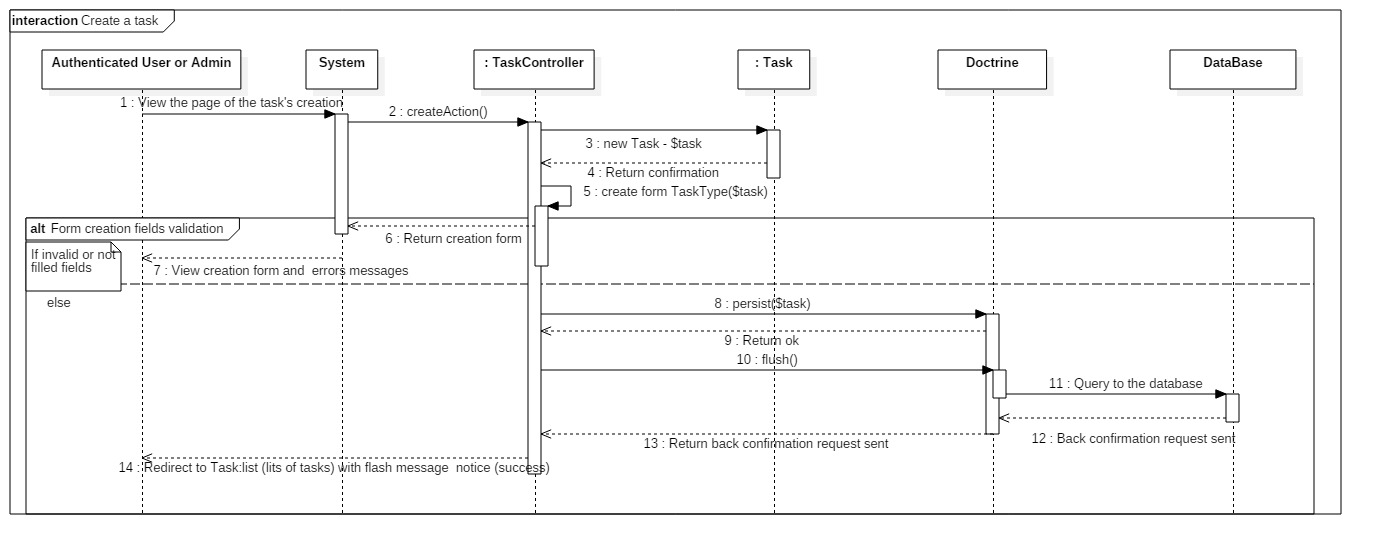 interaction Create a task
Authenticated User or Admin
System
: TaskController
: Task
Doctrine
DataBase
1 : View the page of the task's creation
2 : createAction()
3 : new Task - $task
4 : Return confirmation
5 : create form TaskType($task)
alt Form creation fields validation
6 : Return creation form
If invalid or not
filled fields
7 : View creation form and  errors messages
else
8 : persist($task)
9 : Return ok
10 : flush()
11 : Query to the database
12 : Back confirmation request sent
13 : Return back confirmation request sent
14 : Redirect to Task:list (lits of tasks) with flash message  notice (success)